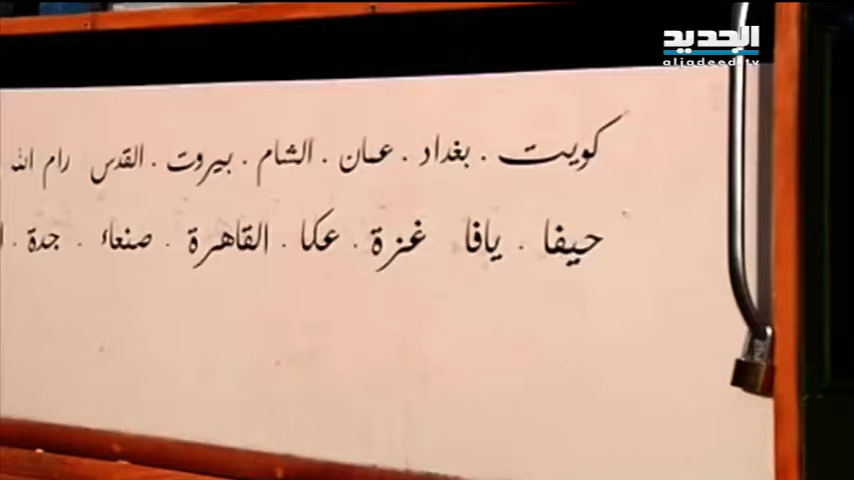 الجديد
aljadeed.tv
كويت . بغداد . عمان . الشام . بيروت . القدس رام الله
حيفا . يافا غزة . عكا . القاهرة . صنعاء . جدة .